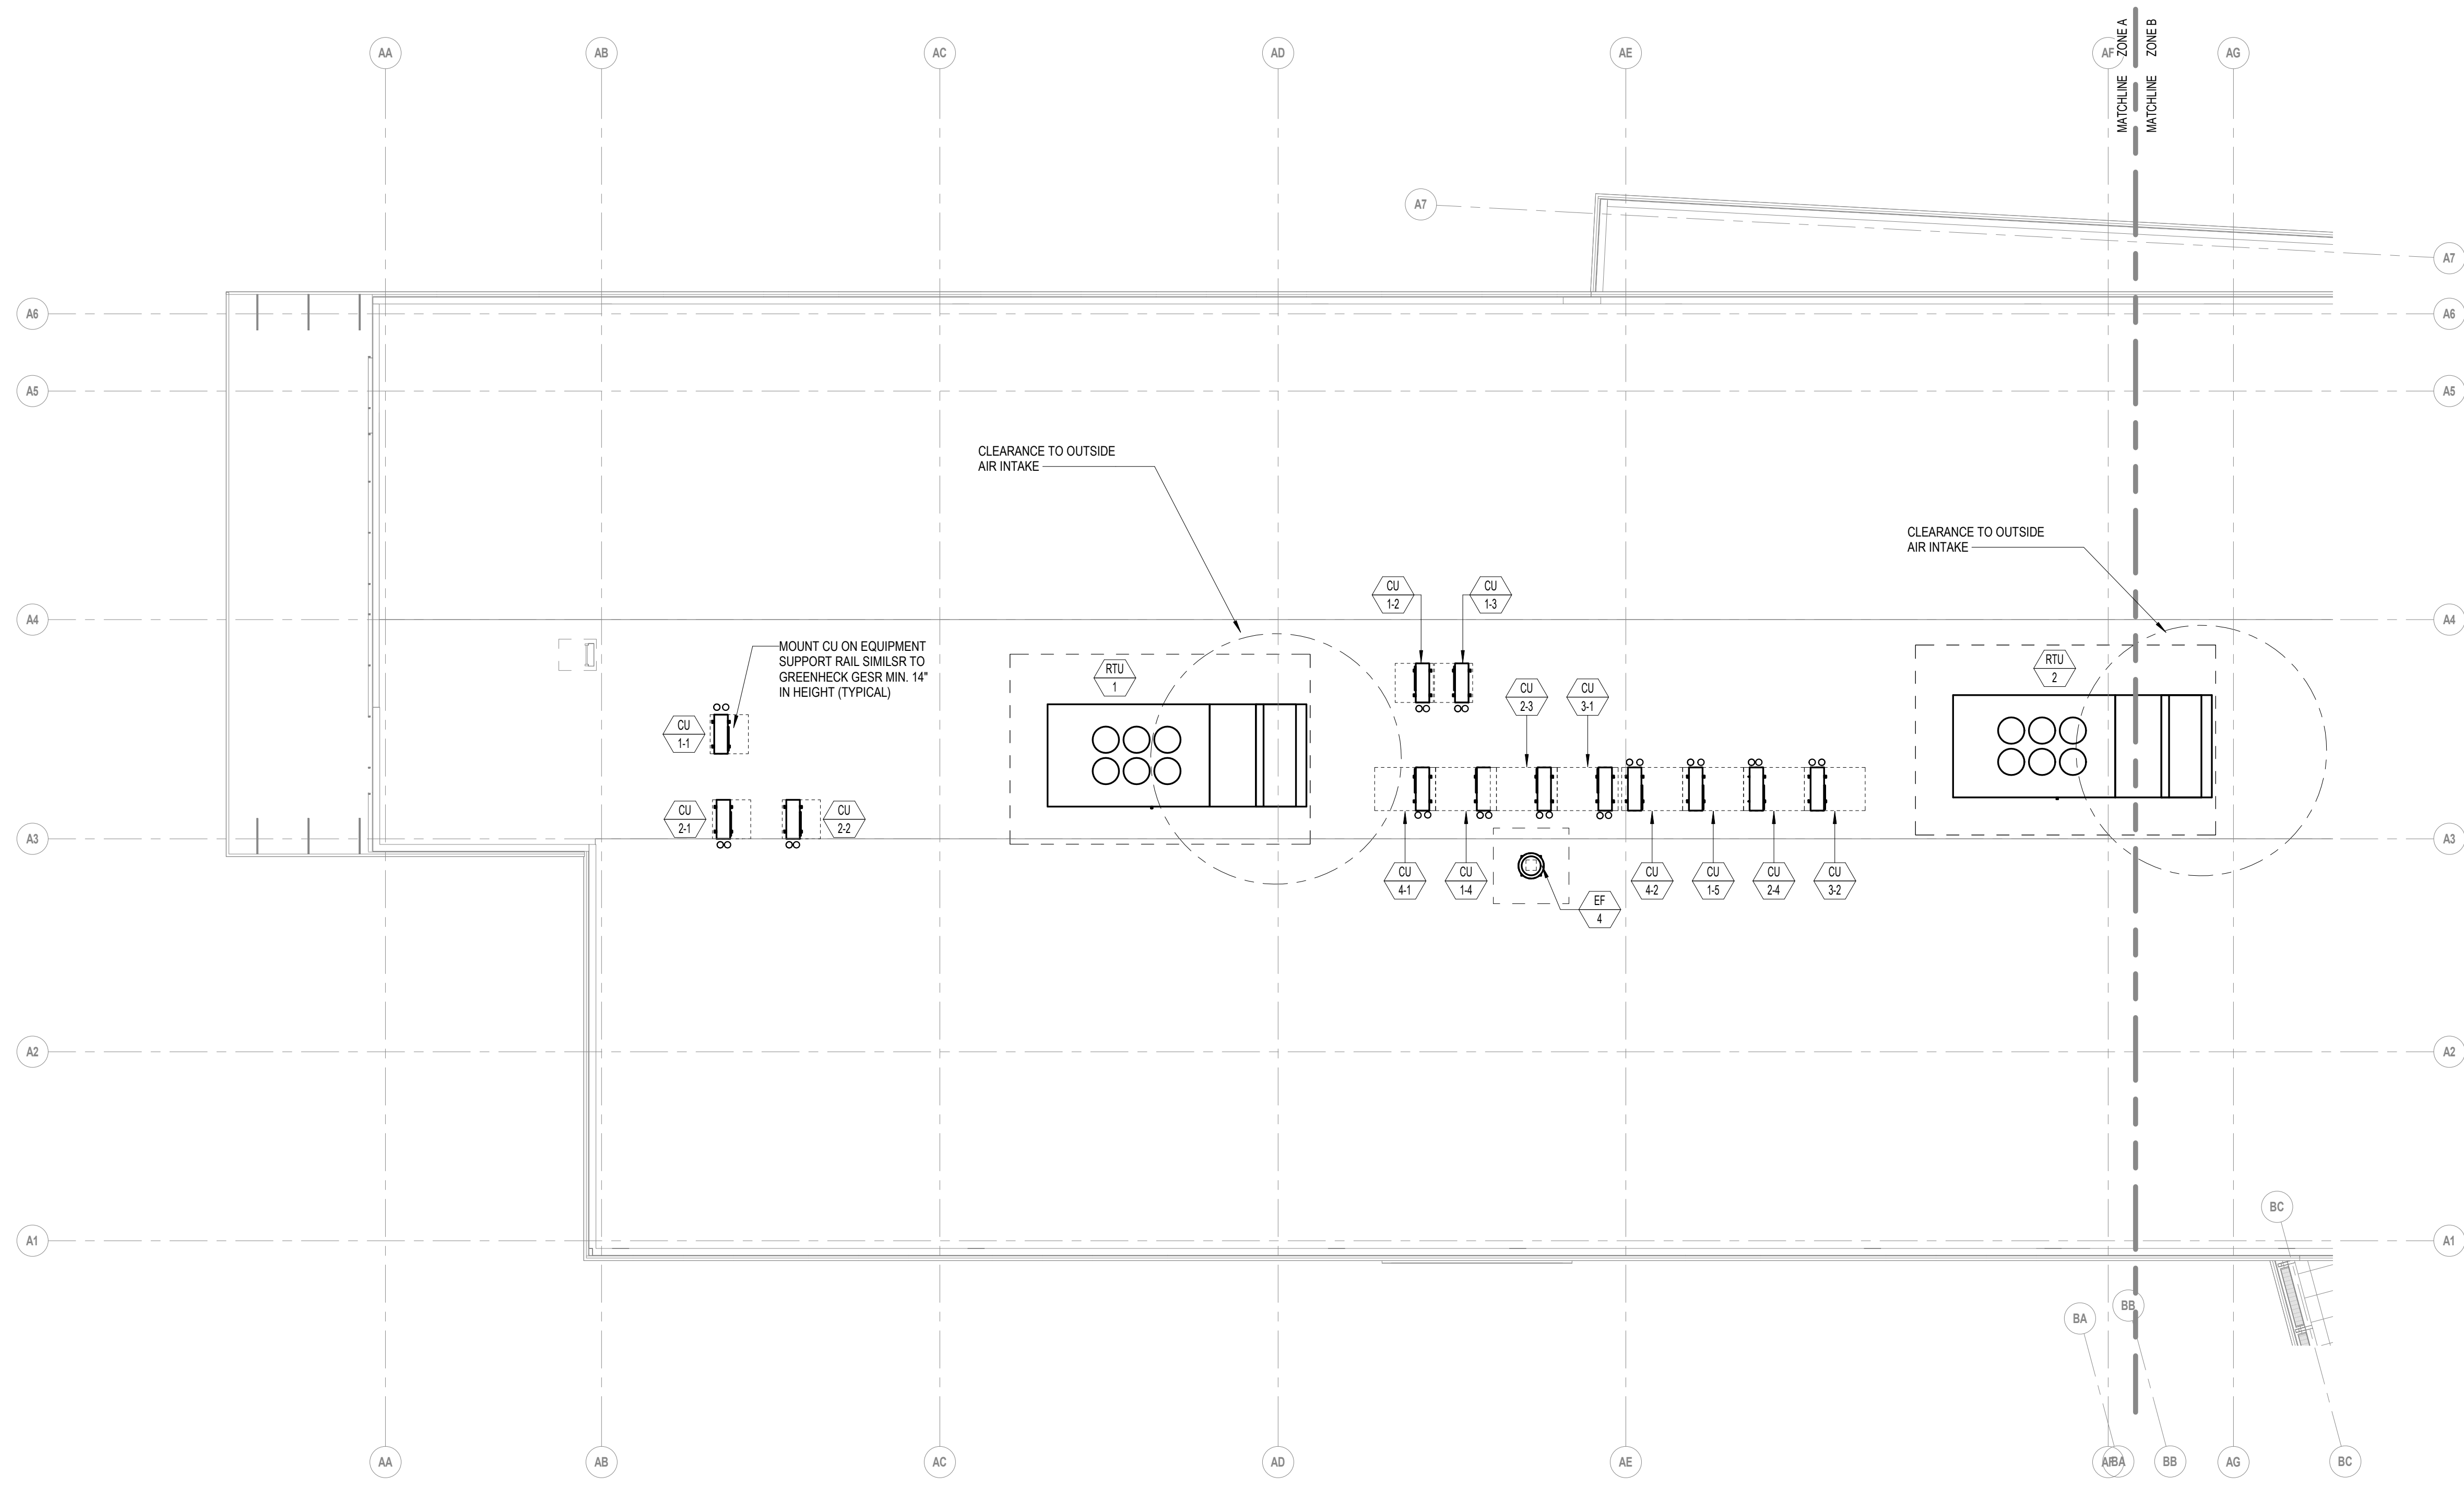 MATCHLINE ZONE A
MATCHLINE ZONE B
AA
AB
AC
AD
AE
AF
AG
A7
A7
A6
A6
A5
A5
CLEARANCE TO OUTSIDE
AIR INTAKE
CLEARANCE TO OUTSIDE
AIR INTAKE
CU
1-2
CU
1-3
A4
A4
MOUNT CU ON EQUIPMENT
SUPPORT RAIL SIMILSR TO
GREENHECK GESR MIN. 14"
IN HEIGHT (TYPICAL)
RTU
1
RTU
2
CU
2-3
CU
3-1
CU
1-1
CU
2-1
CU
2-2
A3
A3
CU
4-1
CU
1-4
CU
4-2
CU
1-5
CU
2-4
CU
3-2
EF
4
A2
A2
BC
A1
A1
BB
BA
AA
AB
AC
AD
AE
AF
BA
BB
AG
BC